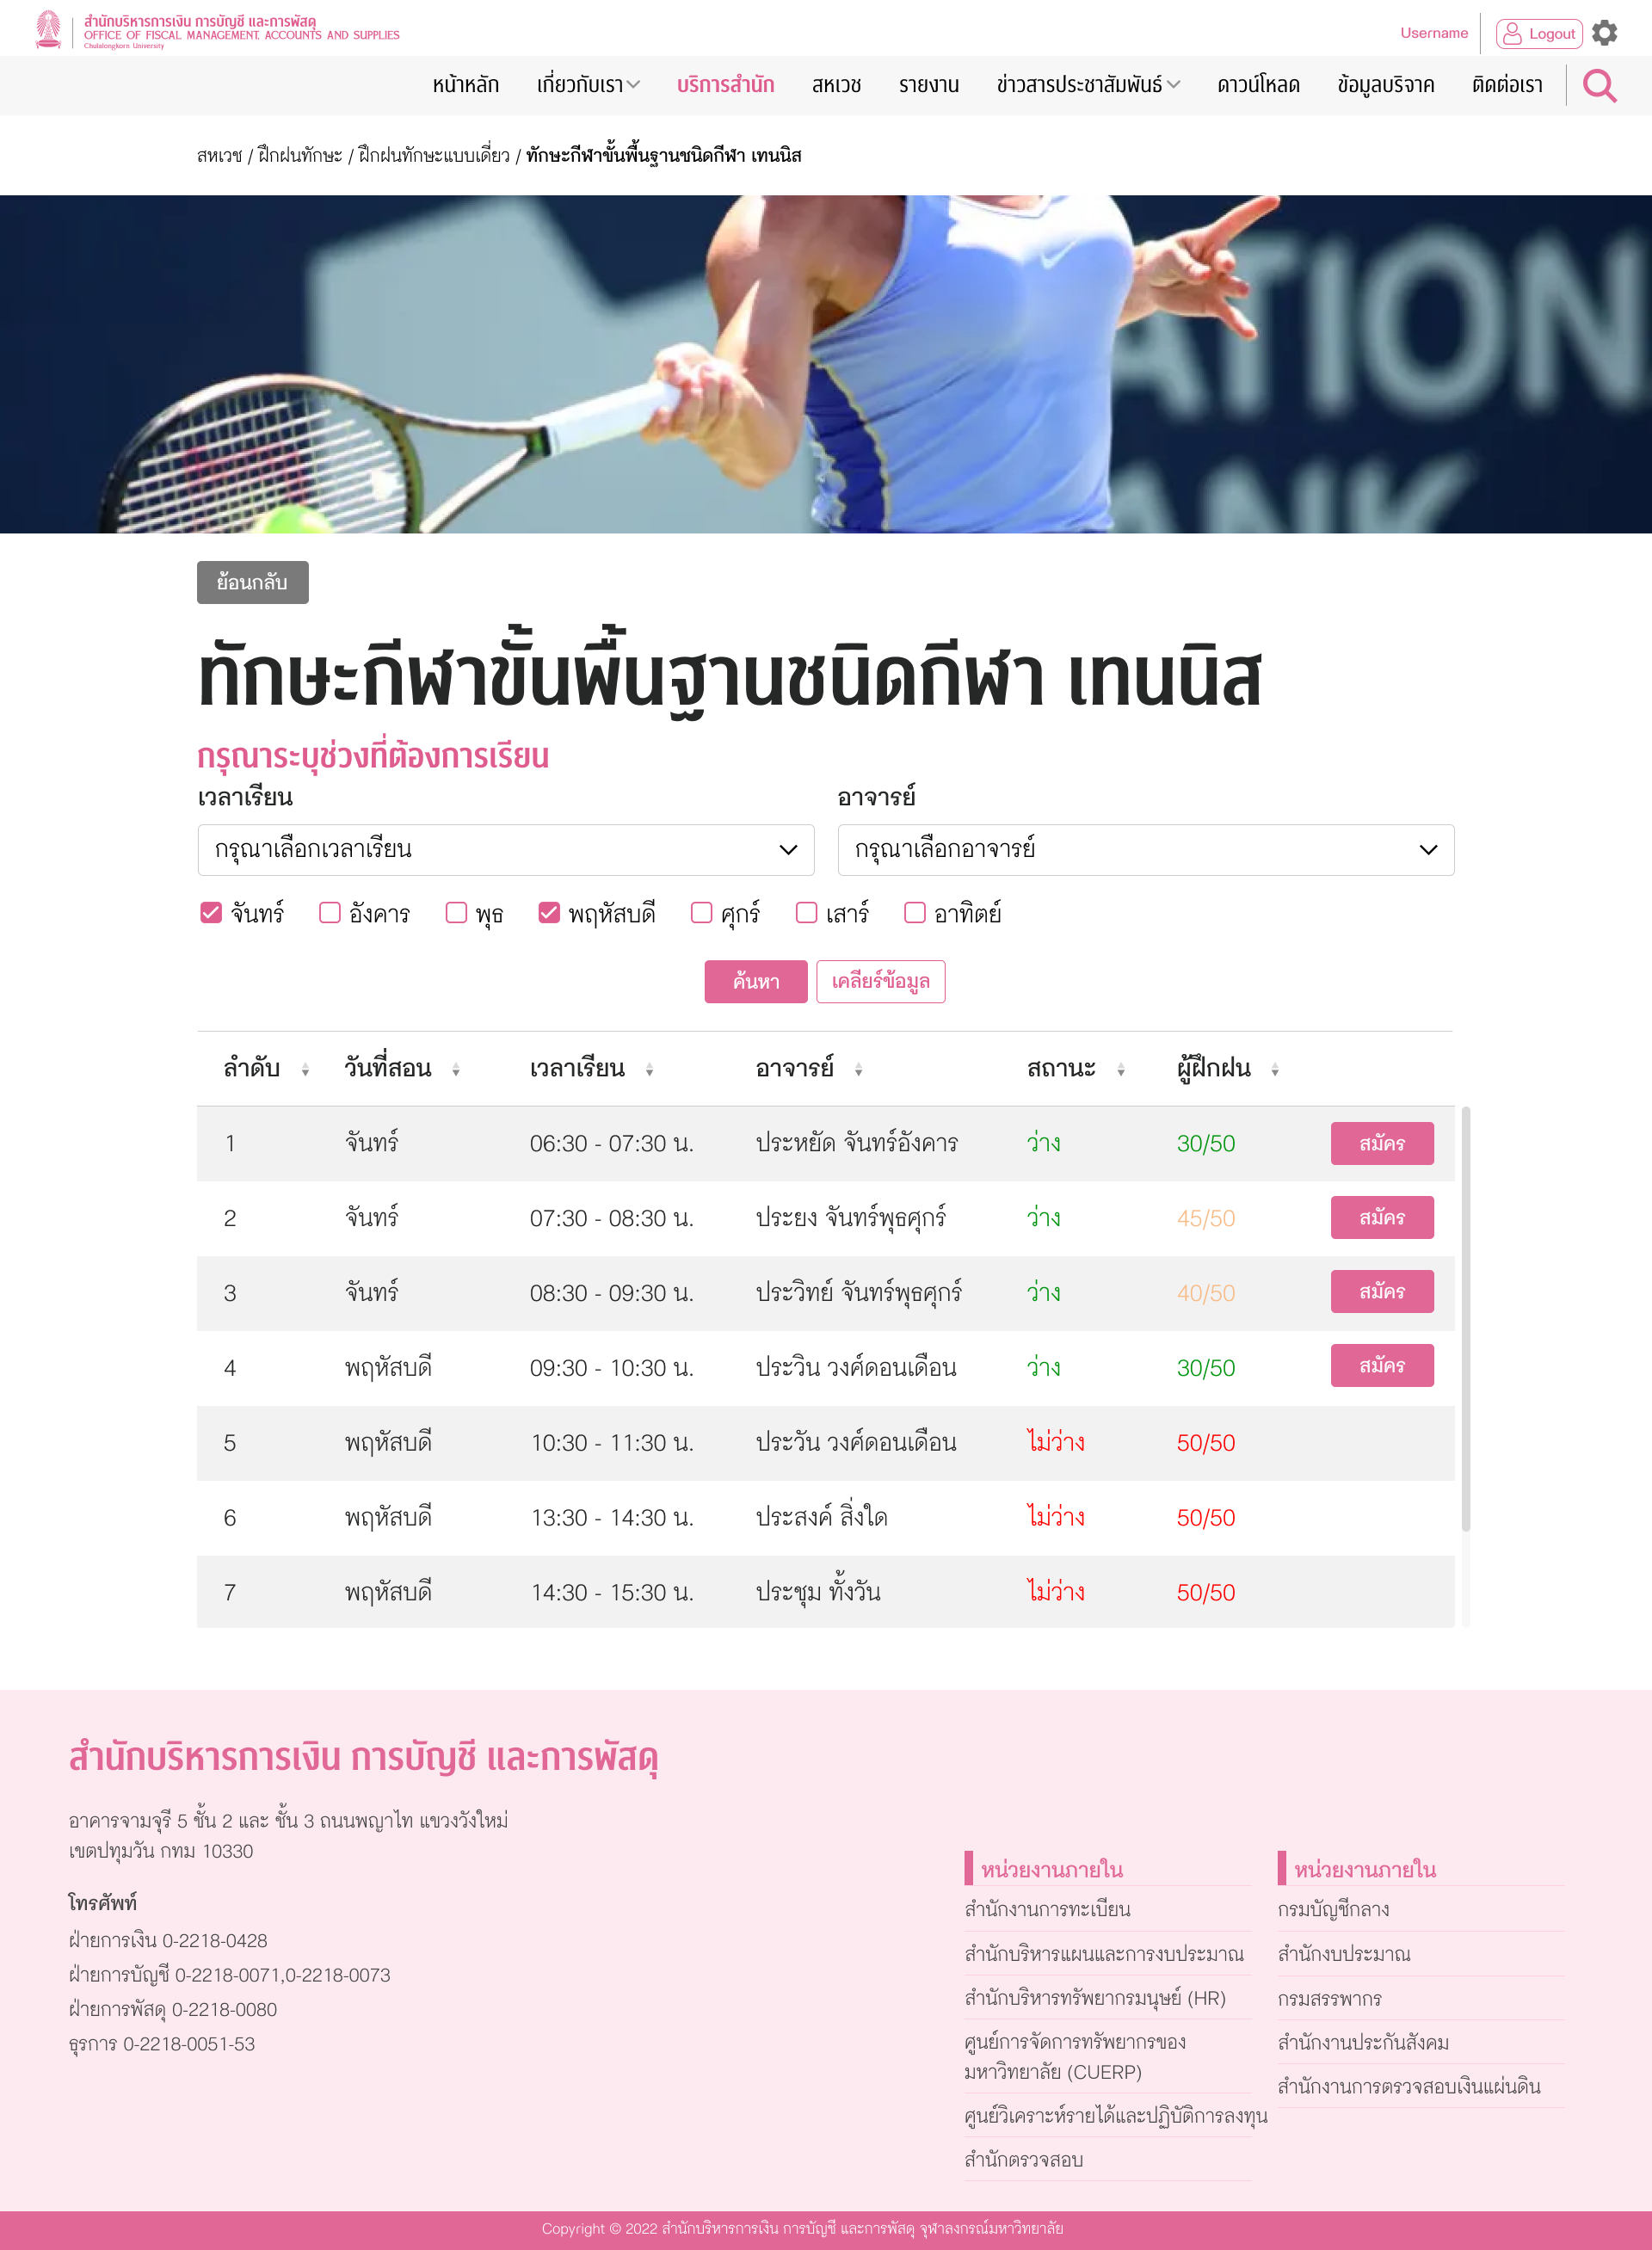 สำนักบริหารการเงิน การบัญชี และการพัสดุ
OFFICE OF FISCAL MANAGEMENT, ACCOUNTS AND SUPPLIES
Chulalongkorn University
Username
Logout
หน้าหลัก เกี่ยวกับเรา บริการสำนัก สหเวช รายงาน ข่าวสารประชาสัมพันธ์ ดาวน์โหลด ข้อมูลบริจาค ติดต่อเรา
สหเวช / ฝึกฝนทักษะ / ฝึกฝนทักษะแบบเดี่ยว / ทักษะกีฬาขั้นพื้นฐานชนิดกีฬา เทนนิส
ATION
BANK
ย้อนกลับ
ทักษะกีฬาขั้นพื้นฐานชนิดกีฬา เทนนิส
กรุณาระบุช่วงที่ต้องการเรียน
เวลาเรียน อาจารย์
กรุณาเลือกเวลาเรียน กรุณาเลือกอาจารย์
จันทร์ อังคาร พุธ พฤหัสบดี ศุกร์ เสาร์ อาทิตย์
ค้นหา เคลียร์ข้อมูล
ลำดับ วันที่สอน เวลาเรียน อาจารย์ สถานะ ผู้ฝึกฝน
1 จันทร์ 06:30 - 07:30 น. ประหยัด จันทร์อังคาร ว่าง 30/50 สมัคร
2 จันทร์ 07:30 - 08:30 น. ประยง จันทร์พุธศุกร์ ว่าง 45/50 สมัคร
3 จันทร์ 08:30 - 09:30 น. ประวิทย์ จันทร์พุธศุกร์ ว่าง 40/50 สมัคร
4 พฤหัสบดี 09:30 - 10:30 น. ประวิน วงศ์ดอนเดือน ว่าง 30/50 สมัคร
5 พฤหัสบดี 10:30 - 11:30 น. ประวัน วงศ์ดอนเดือน ไม่ว่าง 50/50
6 พฤหัสบดี 13:30 - 14:30 น. ประสงค์ สิ่งใด ไม่ว่าง 50/50
7 พฤหัสบดี 14:30 - 15:30 น. ประชุม ทั้งวัน ไม่ว่าง 50/50
สำนักบริหารการเงิน การบัญชี และการพัสดุ
อาคารจามจุรี 5 ชั้น 2 และ ชั้น 3 ถนนพญาไท แขวงวังใหม่
เขตปทุมวัน กทม 10330
โทรศัพท์
ฝ่ายการเงิน 0-2218-0428
ฝ่ายการบัญชี 0-2218-0071,0-2218-0073
ฝ่ายการพัสดุ 0-2218-0080
ธุรการ 0-2218-0051-53
หน่วยงานภายใน
สำนักงานการทะเบียน
สำนักบริหารแผนและการงบประมาณ
สำนักบริหารทรัพยากรมนุษย์ (HR)
ศูนย์การจัดการทรัพยากรของ
มหาวิทยาลัย (CUERP)
ศูนย์วิเคราะห์รายได้และปฏิบัติการลงทุน
สำนักตรวจสอบ
หน่วยงานภายใน
กรมบัญชีกลาง
สำนักงบประมาณ
กรมสรรพากร
สำนักงานประกันสังคม
สำนักงานการตรวจสอบเงินแผ่นดิน
Copyright © 2022 สำนักบริหารการเงิน การบัญชี และการพัสดุ จุฬาลงกรณ์มหาวิทยาลัย